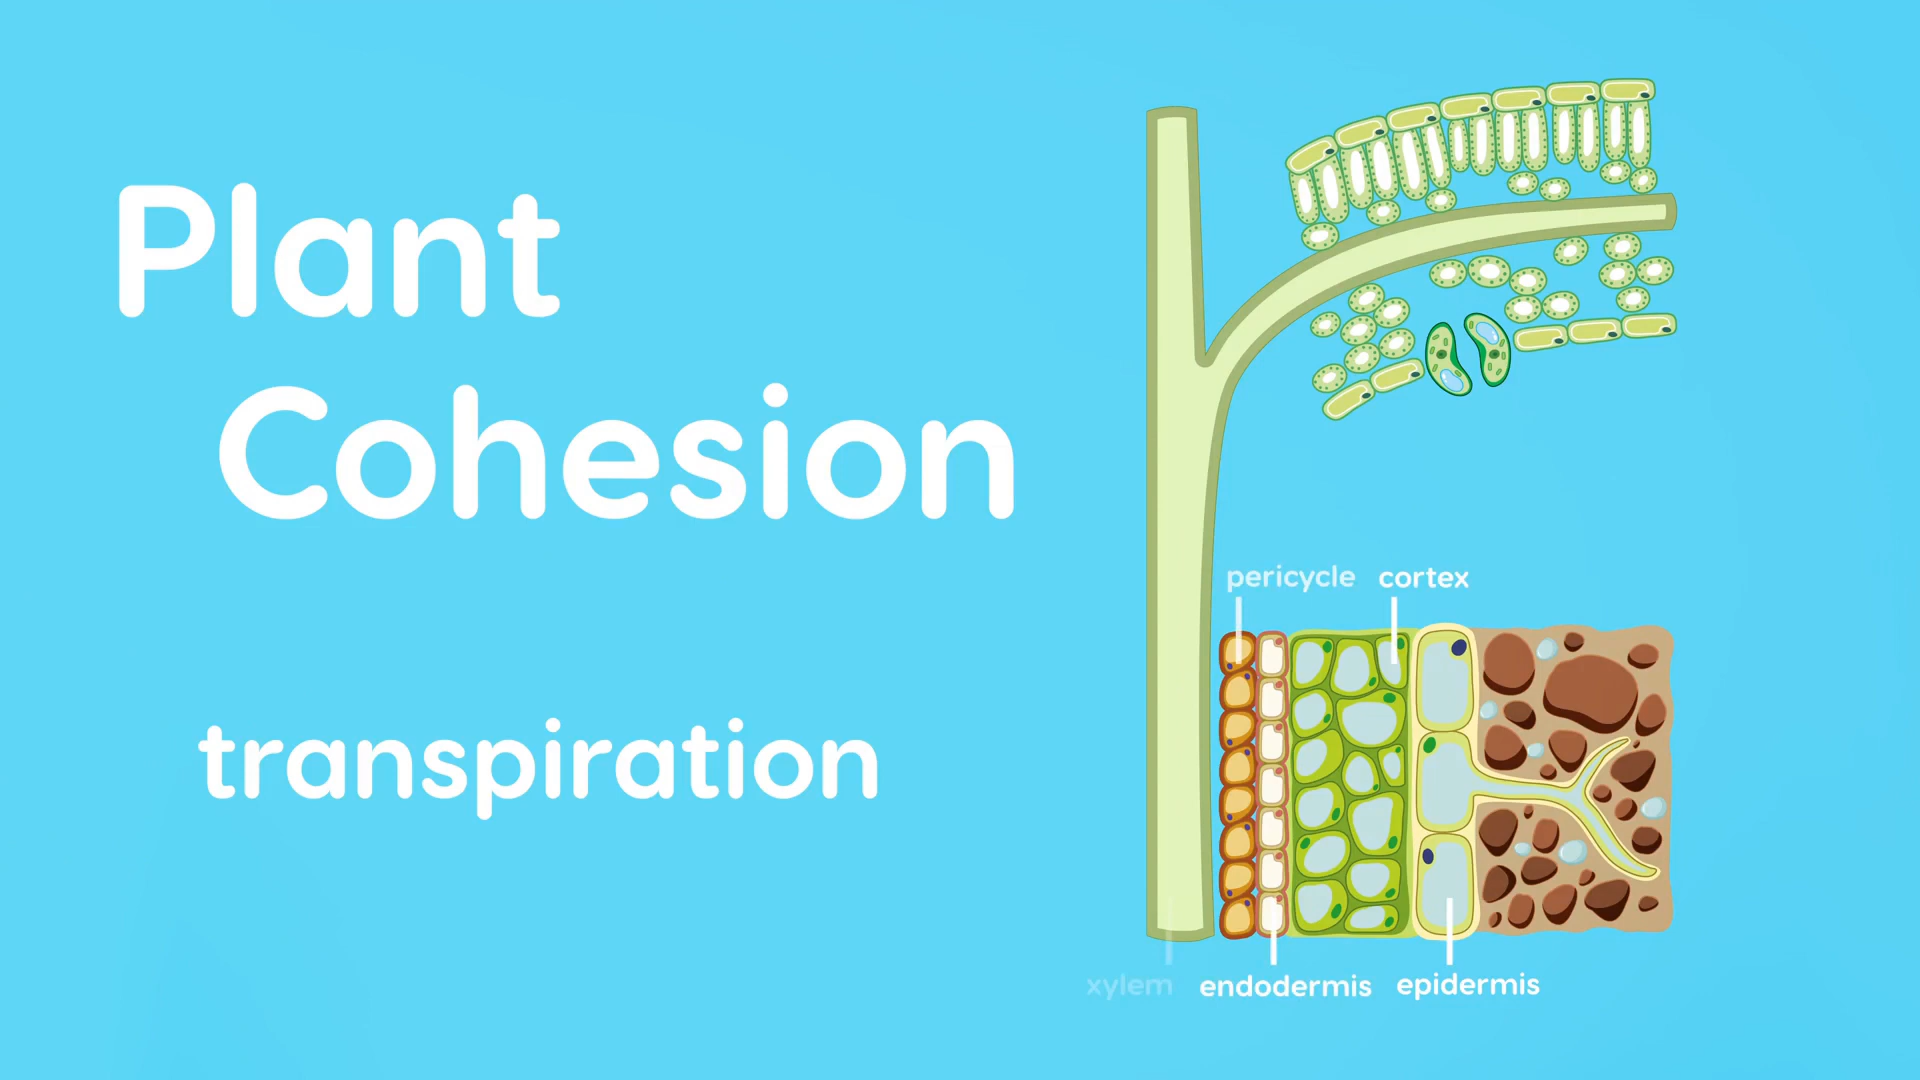 Plant
Cohesion
transpiration
pericycle cortex
xylem endodermis epidermis